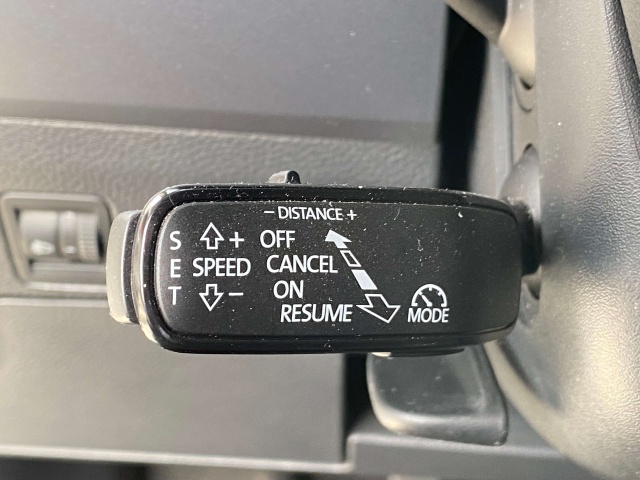 - DISTANCE +
S + OFF
E SPEED CANCEL
T - ON
RESUME MODE